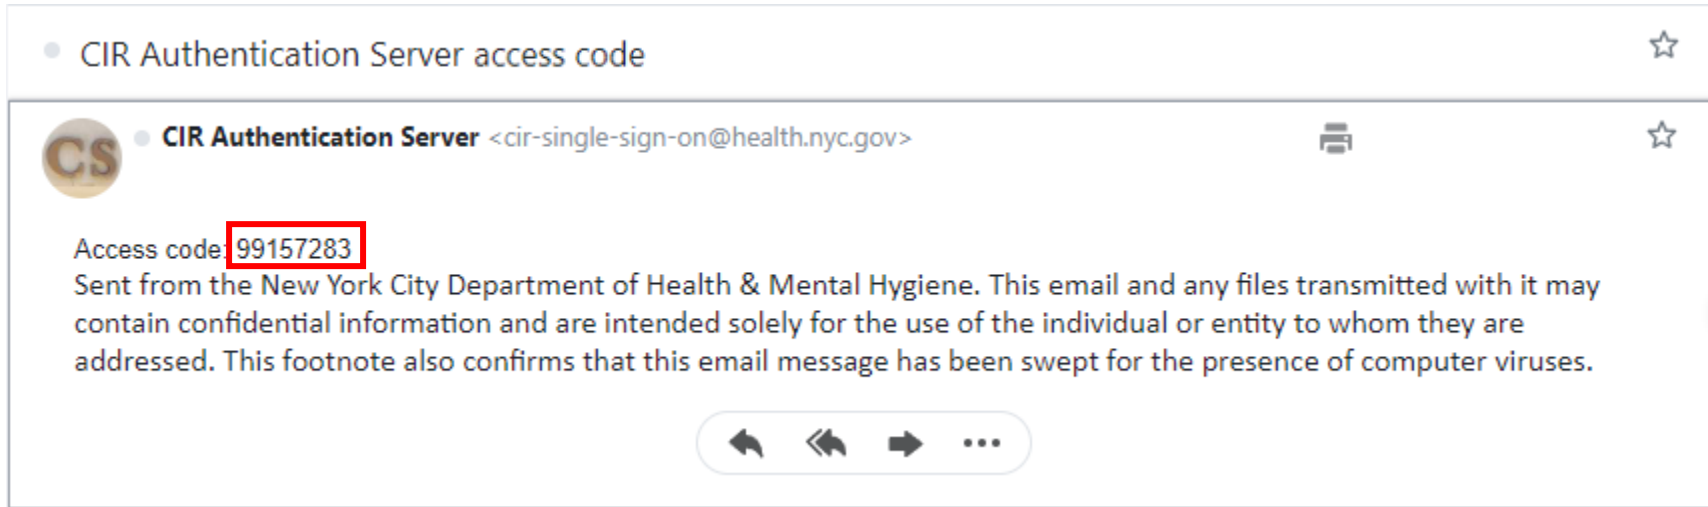 CIR Authentication Server access code
CS
CIR Authentication Server <cir-single-sign-on@health.nyc.gov>
Access code: 99157283
Sent from the New York City Department of Health & Mental Hygiene. This email and any files transmitted with it may
contain confidential information and are intended solely for the use of the individual or entity to whom they are
addressed. This footnote also confirms that this email message has been swept for the presence of computer viruses.